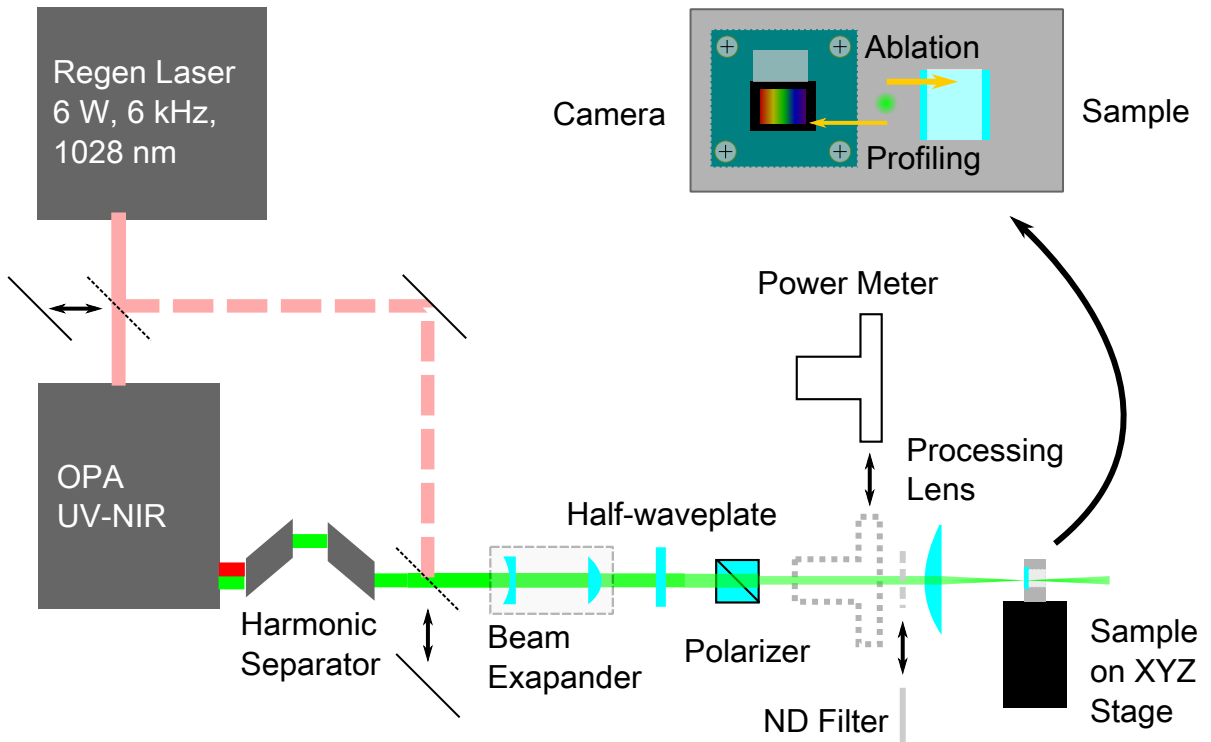 Regen Laser
6 W, 6 kHz,
1028 nm
Camera
Ablation
Profiling
Sample
Power Meter
OPA
UV-NIR
Harmonic
Separator
Beam
Exapander
Half-waveplate
Polarizer
Processing
Lens
ND Filter
Sample
on XYZ
Stage